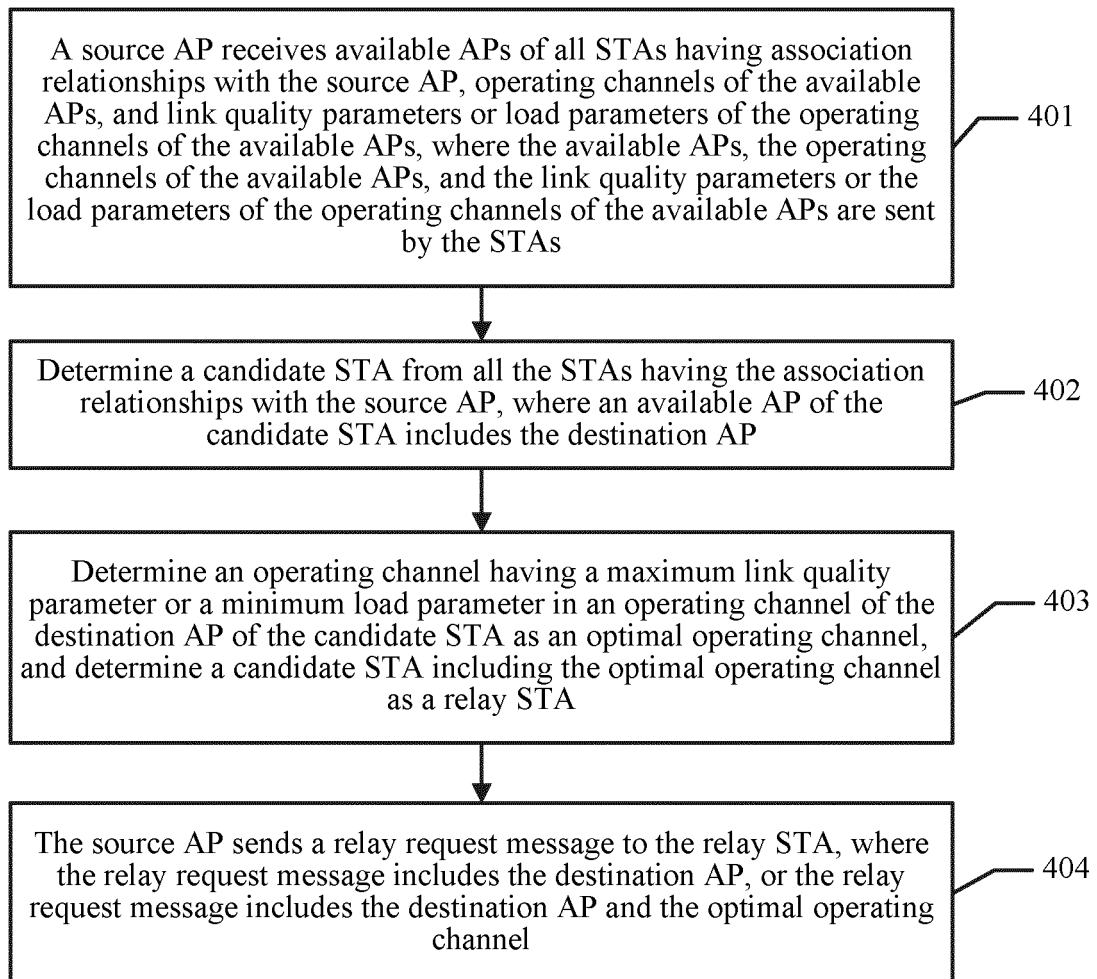 A source AP receives available APs of all STAs having association
relationships with the source AP, operating channels of the available
APs, and link quality parameters or load parameters of the operating
channels of the available APs, where the available APs, the operating
channels of the available APs, and the link quality parameters or the
load parameters of the operating channels of the available APs are sent
by the STAs
401
Determine a candidate STA from all the STAs having the association
relationships with the source AP, where an available AP of the
candidate STA includes the destination AP
402
Determine an operating channel having a maximum link quality
parameter or a minimum load parameter in an operating channel of the
destination AP of the candidate STA as an optimal operating channel,
and determine a candidate STA including the optimal operating channel
as a relay STA
403
The source AP sends a relay request message to the relay STA, where
the relay request message includes the destination AP, or the relay
request message includes the destination AP and the optimal operating
channel
404